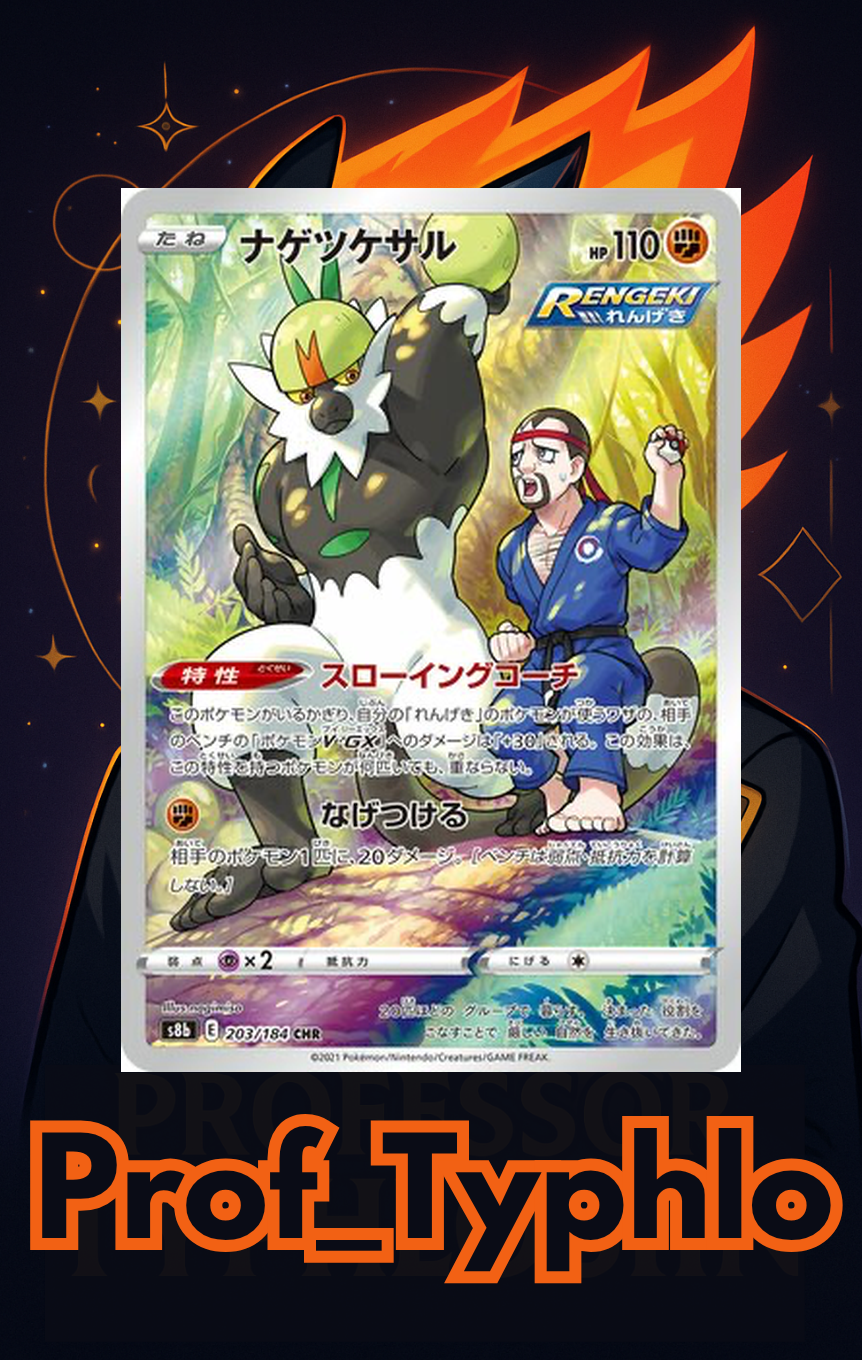 たね ナゲツケサル HP 110
RENGEKI
れんげき
特性 とくせい スローイングコーチ
このポケモンがいるかぎり、自分の「れんげき」のポケモンが使うワザの、相手
のベンチの「ポケモンV・GX」へのダメージは「+30」される。この効果は、
この特性を持つポケモンが何匹いても、重ならない。
なげつける
相手のポケモン1匹に、20ダメージ。[ベンチは弱点・抵抗力を計算
しない。]
弱点 ×2 抵抗力 にげる
Illus. nagimiso
20匹ほどの グループで 暮らす。 決まった 役割を
s8b E 203/184 CHR
こなすことで 厳しい 自然を 生き抜いてきた。
©2021 Pokémon/Nintendo/Creatures/GAME FREAK.
PROFESSOR
Prof_Typhlo